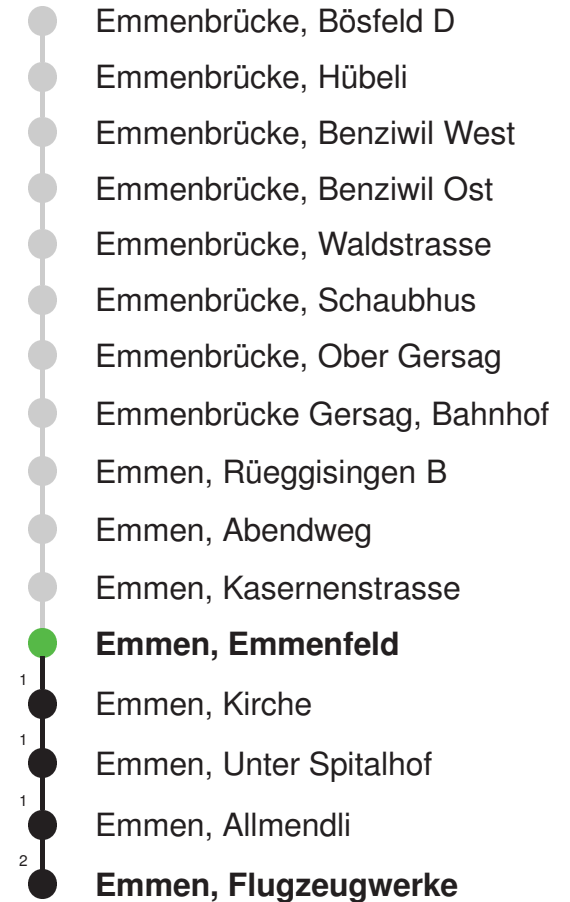 Emmenbrücke, Bösfeld D
Emmenbrücke, Hübeli
Emmenbrücke, Benziwil West
Emmenbrücke, Benziwil Ost
Emmenbrücke, Waldstrasse
Emmenbrücke, Schaubhus
Emmenbrücke, Ober Gersag
Emmenbrücke Gersag, Bahnhof
Emmen, Rüeggisingen B
Emmen, Abendweg
Emmen, Kasernenstrasse
Emmen, Emmenfeld
1
Emmen, Kirche
1
Emmen, Unter Spitalhof
1
Emmen, Allmendli
2
Emmen, Flugzeugwerke